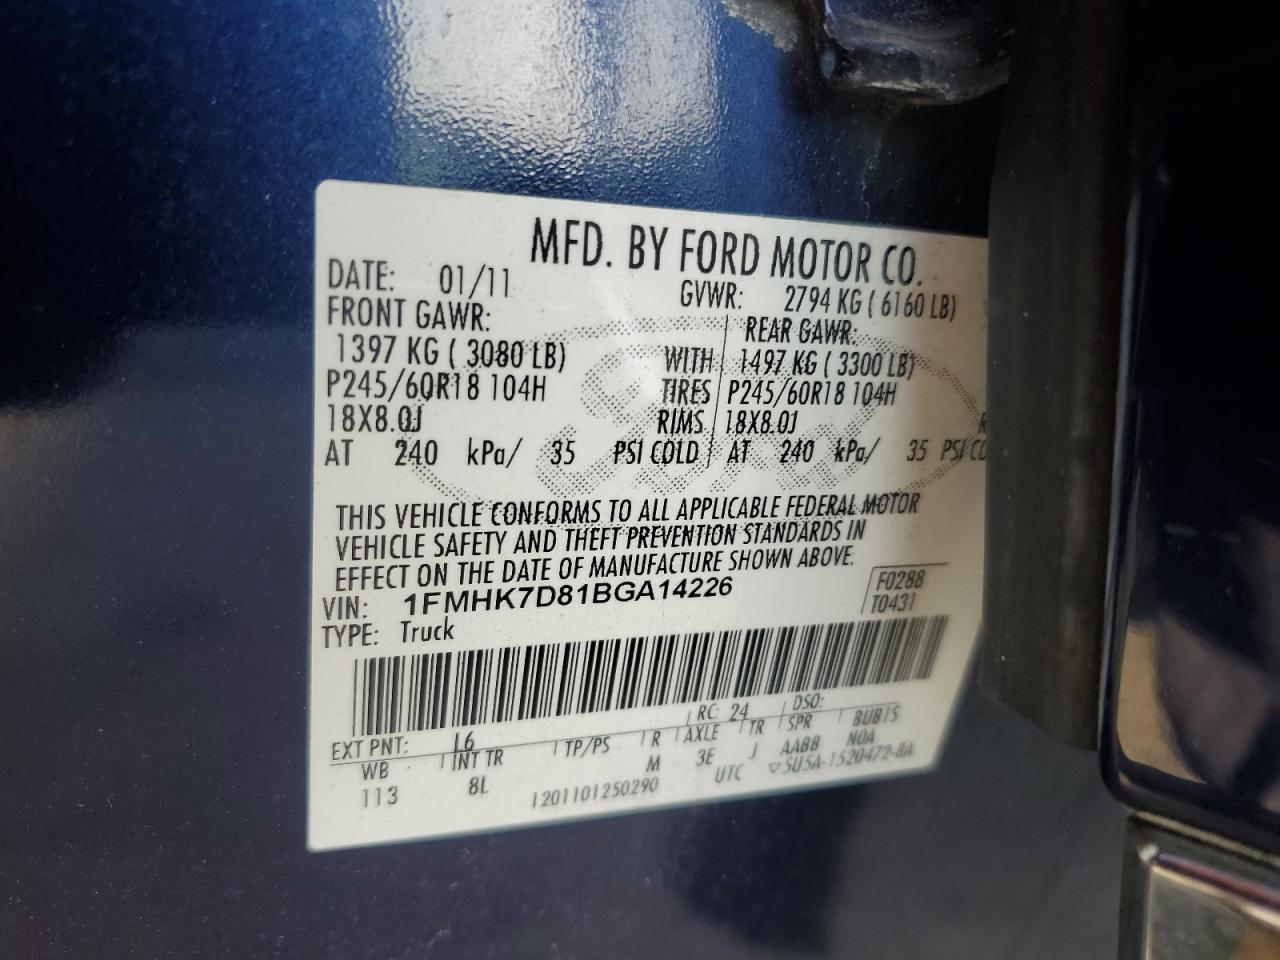 MFD. BY FORD MOTOR CO.
DATE: 01/11 GVWR: 2794 KG ( 6160 LB)
FRONT GAWR: REAR GAWR:
1397 KG ( 3080 LB) WITH 1497 KG ( 3300 LB)
P245/60R18 104H TIRES P245/60R18 104H
18X8.0J RIMS 18X8.0J
AT 240 kPa/ 35 PSI COLD AT 240 kPa/ 35 PSI CO
THIS VEHICLE CONFORMS TO ALL APPLICABLE FEDERAL MOTOR
VEHICLE SAFETY AND THEFT PREVENTION STANDARDS IN
EFFECT ON THE DATE OF MANUFACTURE SHOWN ABOVE.
VIN: 1FMHK7D81BGA14226 F0288
TYPE: Truck T0431
EXT PNT: L6 RC: 24 DSO:
WB INT TR TP/PS R AXLE TR SPR BUB1S
113 8L M 3E J AABB NOA
1201101250290 UTC 5U5A-1520472-BA